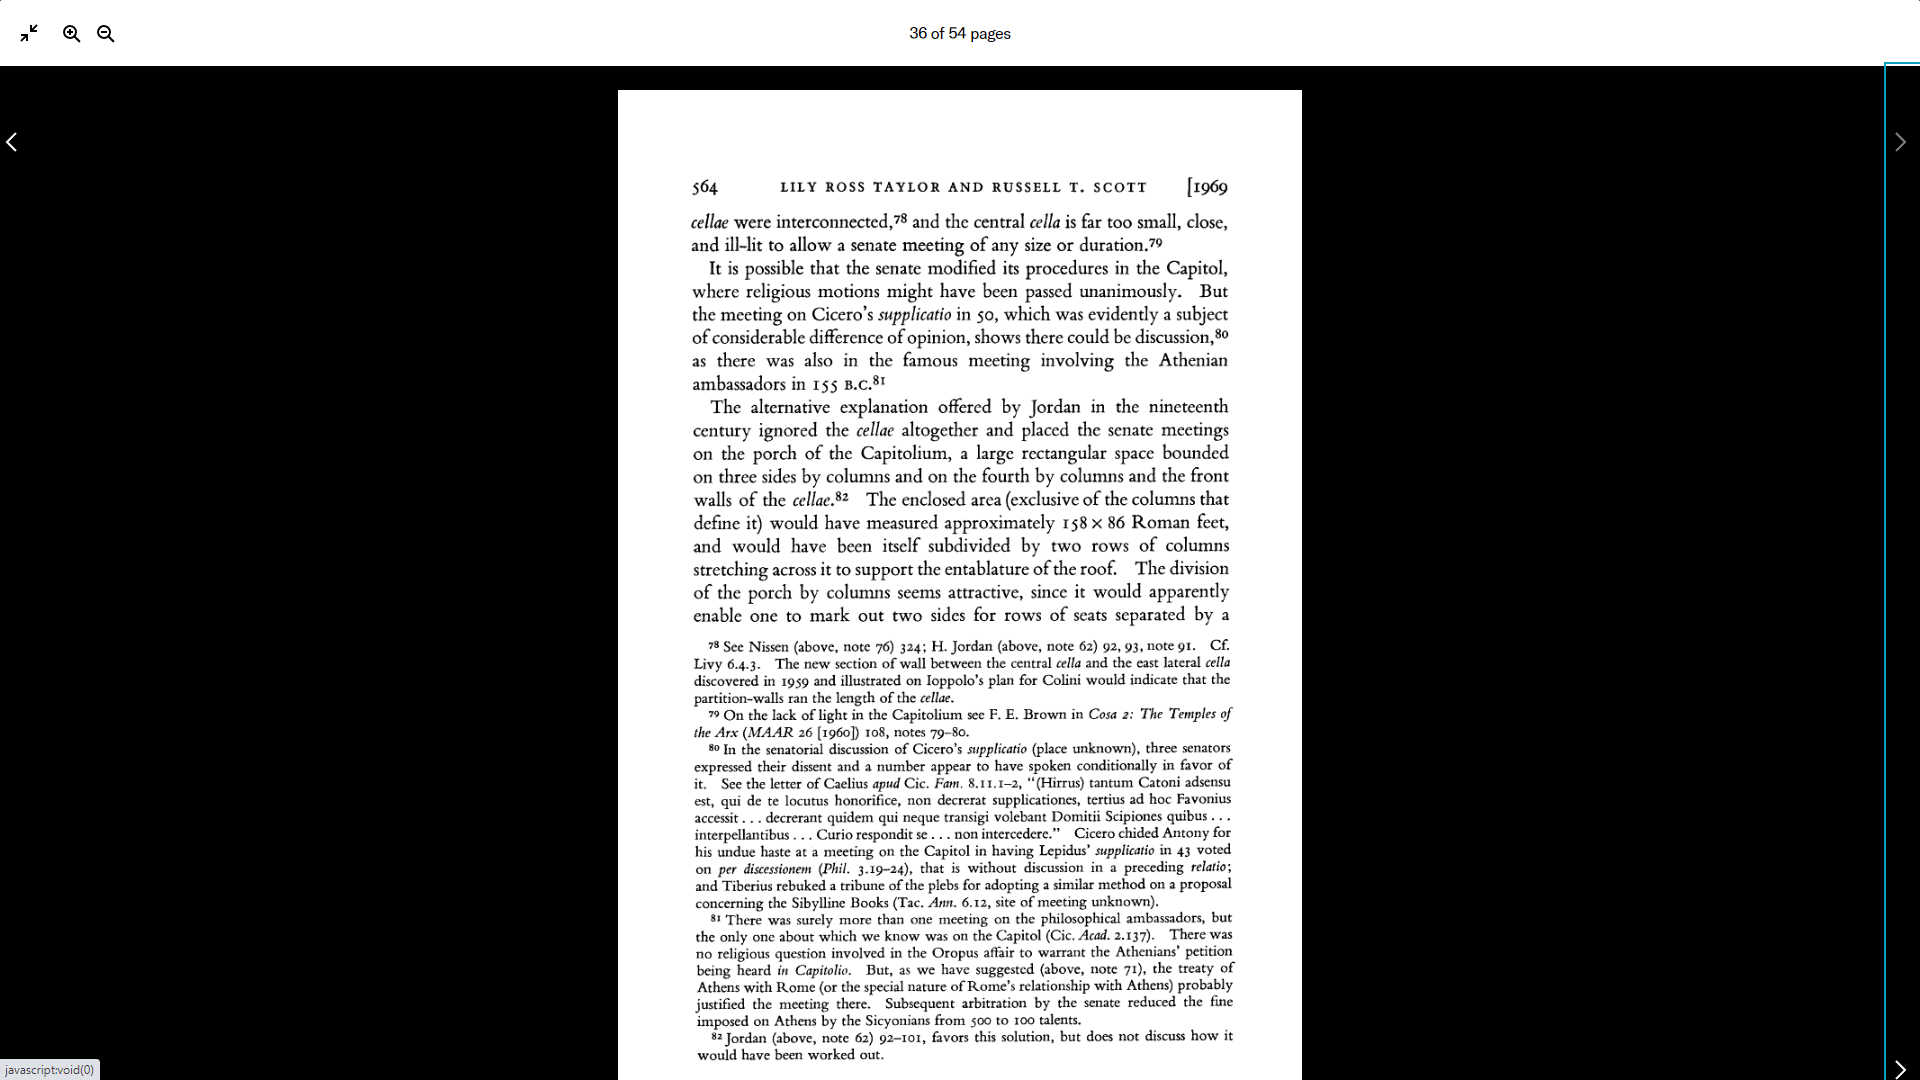 36 of 54 pages
564 LILY ROSS TAYLOR AND RUSSELL T. SCOTT [1969
cellae were interconnected,78 and the central cella is far too small, close,
and ill-lit to allow a senate meeting of any size or duration.79
It is possible that the senate modified its procedures in the Capitol,
where religious motions might have been passed unanimously. But
the meeting on Cicero's supplicatio in 50, which was evidently a subject
of considerable difference of opinion, shows there could be discussion,80
as there was also in the famous meeting involving the Athenian
ambassadors in 155 B.C.81
The alternative explanation offered by Jordan in the nineteenth
century ignored the cellae altogether and placed the senate meetings
on the porch of the Capitolium, a large rectangular space bounded
on three sides by columns and on the fourth by columns and the front
walls of the cellae.82 The enclosed area (exclusive of the columns that
define it) would have measured approximately 158 × 86 Roman feet,
and would have been itself subdivided by two rows of columns
stretching across it to support the entablature of the roof. The division
of the porch by columns seems attractive, since it would apparently
enable one to mark out two sides for rows of seats separated by a
78 See Nissen (above, note 76) 324; H. Jordan (above, note 62) 92, 93, note 91. Cf.
Livy 6.4.3. The new section of wall between the central cella and the east lateral cella
discovered in 1959 and illustrated on Ioppolo's plan for Colini would indicate that the
partition-walls ran the length of the cellae.
79 On the lack of light in the Capitolium see F. E. Brown in Cosa 2: The Temples of
the Arx (MAAR 26 [1960]) 108, notes 79–80.
80 In the senatorial discussion of Cicero's supplicatio (place unknown), three senators
expressed their dissent and a number appear to have spoken conditionally in favor of
it. See the letter of Caelius apud Cic. Fam. 8.11.1–2, "(Hirrus) tantum Catoni adsensu
est, qui de te locutus honorifice, non decrerat supplicationes, tertius ad hoc Favonius
accessit . . . decrerant quidem qui neque transigi volebant Domitii Scipiones quibus . . .
interpellantibus . . . Curio respondit se . . . non intercedere." Cicero chided Antony for
his undue haste at a meeting on the Capitol in having Lepidus' supplicatio in 43 voted
on per discessionem (Phil. 3.19–24), that is without discussion in a preceding relatio;
and Tiberius rebuked a tribune of the plebs for adopting a similar method on a proposal
concerning the Sibylline Books (Tac. Ann. 6.12, site of meeting unknown).
81 There was surely more than one meeting on the philosophical ambassadors, but
the only one about which we know was on the Capitol (Cic. Acad. 2.137). There was
no religious question involved in the Oropus affair to warrant the Athenians' petition
being heard in Capitolio. But, as we have suggested (above, note 71), the treaty of
Athens with Rome (or the special nature of Rome's relationship with Athens) probably
justified the meeting there. Subsequent arbitration by the senate reduced the fine
imposed on Athens by the Sicyonians from 500 to 100 talents.
82 Jordan (above, note 62) 92–101, favors this solution, but does not discuss how it
would have been worked out.
javascript:void(0)